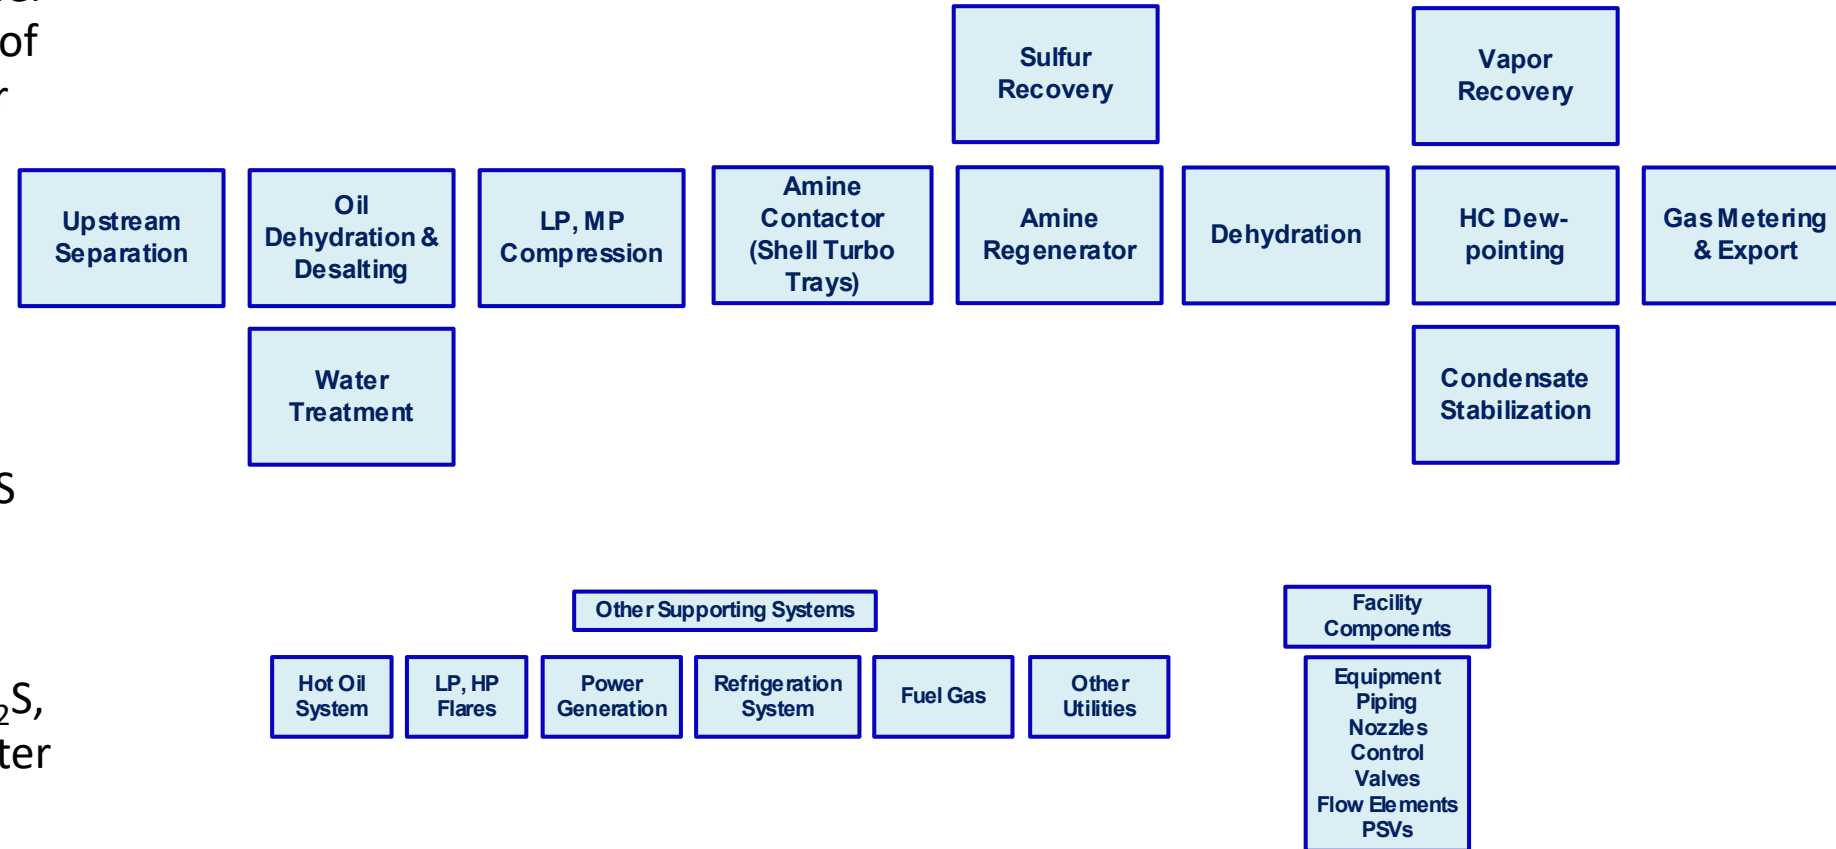 of
r
Sulfur
Recovery
Vapor
Recovery
Upstream
Separation
Oil
Dehydration &
Desalting
LP, MP
Compression
Amine
Contactor
(Shell Turbo
Trays)
Amine
Regenerator
Dehydration
HC Dew-
pointing
Gas Metering
& Export
Water
Treatment
Condensate
Stabilization
S
Other Supporting Systems
Hot Oil
System
LP, HP
Flares
Power
Generation
Refrigeration
System
Fuel Gas
Other
Utilities
Facility
Components
Equipment
Piping
Nozzles
Control
Valves
Flow Elements
PSVs
₂S,
ter